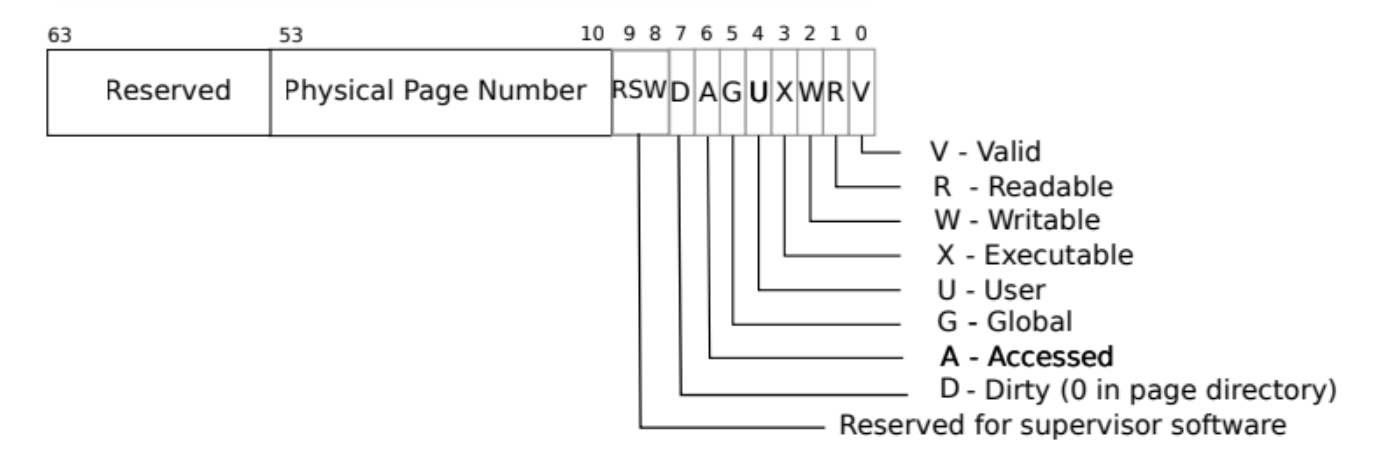 63 53 10 9 8 7 6 5 4 3 2 1 0
Reserved Physical Page Number RSW D A G U X W R V
V - Valid
R - Readable
W - Writable
X - Executable
U - User
G - Global
A - Accessed
D - Dirty (0 in page directory)
Reserved for supervisor software